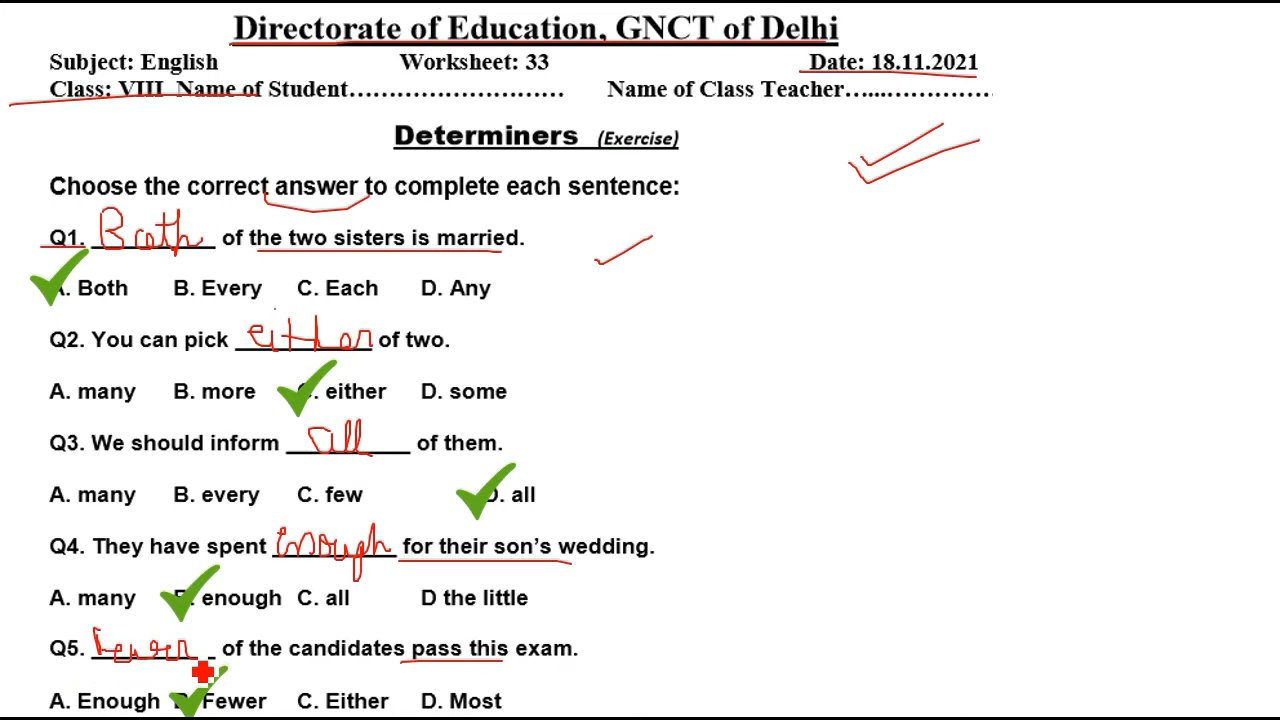 Directorate of Education, GNCT of Delhi
Subject: English Worksheet: 33 Date: 18.11.2021
Class: VIII Name of Student........................... Name of Class Teacher.....................
Determiners (Exercise)
Choose the correct answer to complete each sentence:
Q1. Both of the two sisters is married.
A. Both B. Every C. Each D. Any
Q2. You can pick either of two.
A. many B. more C. either D. some
Q3. We should inform all of them.
A. many B. every C. few D. all
Q4. They have spent enough for their son's wedding.
A. many B. enough C. all D the little
Q5. fewer of the candidates pass this exam.
A. Enough B. Fewer C. Either D. Most